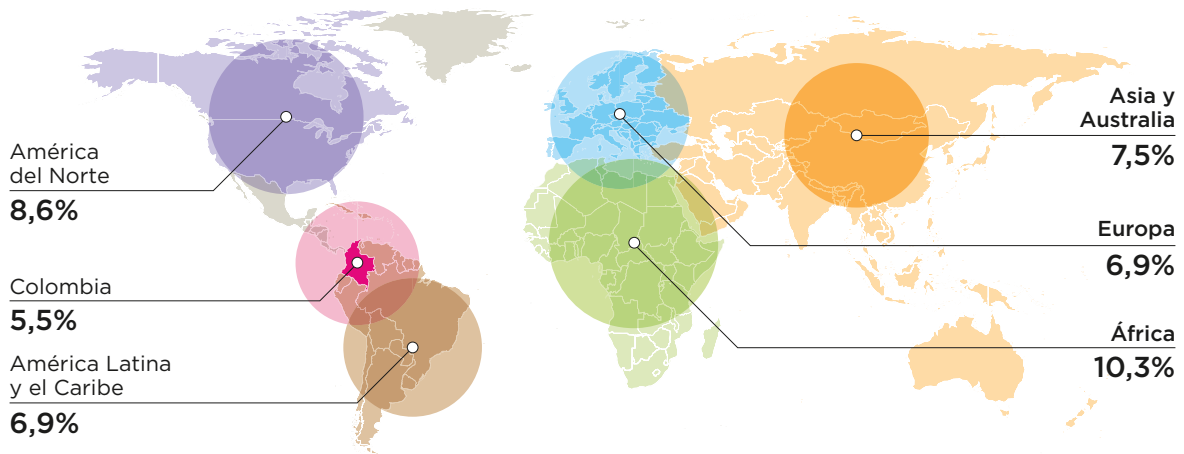 América
del Norte
8,6%
Colombia
5,5%
América Latina
y el Caribe
6,9%
Asia y
Australia
7,5%
Europa
6,9%
África
10,3%